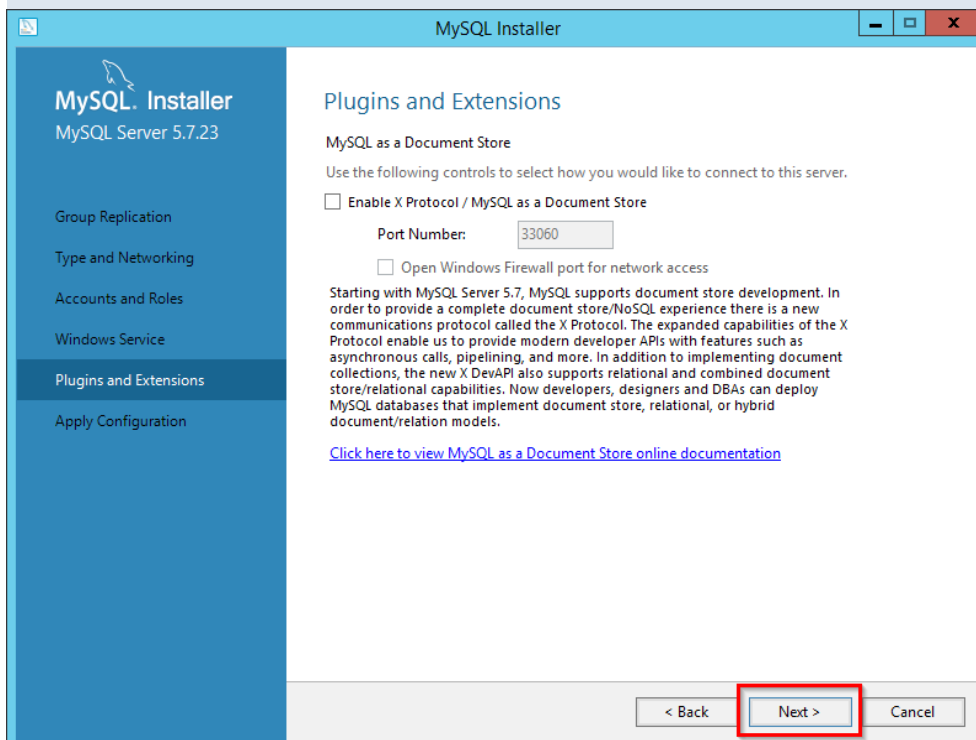 MySQL Installer
MySQL. Installer
MySQL Server 5.7.23
Group Replication
Type and Networking
Accounts and Roles
Windows Service
Plugins and Extensions
Apply Configuration
Plugins and Extensions
MySQL as a Document Store
Use the following controls to select how you would like to connect to this server.
Enable X Protocol / MySQL as a Document Store
Port Number: 33060
Open Windows Firewall port for network access
Starting with MySQL Server 5.7, MySQL supports document store development. In
order to provide a complete document store/NoSQL experience there is a new
communications protocol called the X Protocol. The expanded capabilities of the X
Protocol enable us to provide modern developer APIs with features such as
asynchronous calls, pipelining, and more. In addition to implementing document
collections, the new X DevAPI also supports relational and combined document
store/relational capabilities. Now developers, designers and DBAs can deploy
MySQL databases that implement document store, relational, or hybrid
document/relation models.
Click here to view MySQL as a Document Store online documentation
< Back
Next >
Cancel